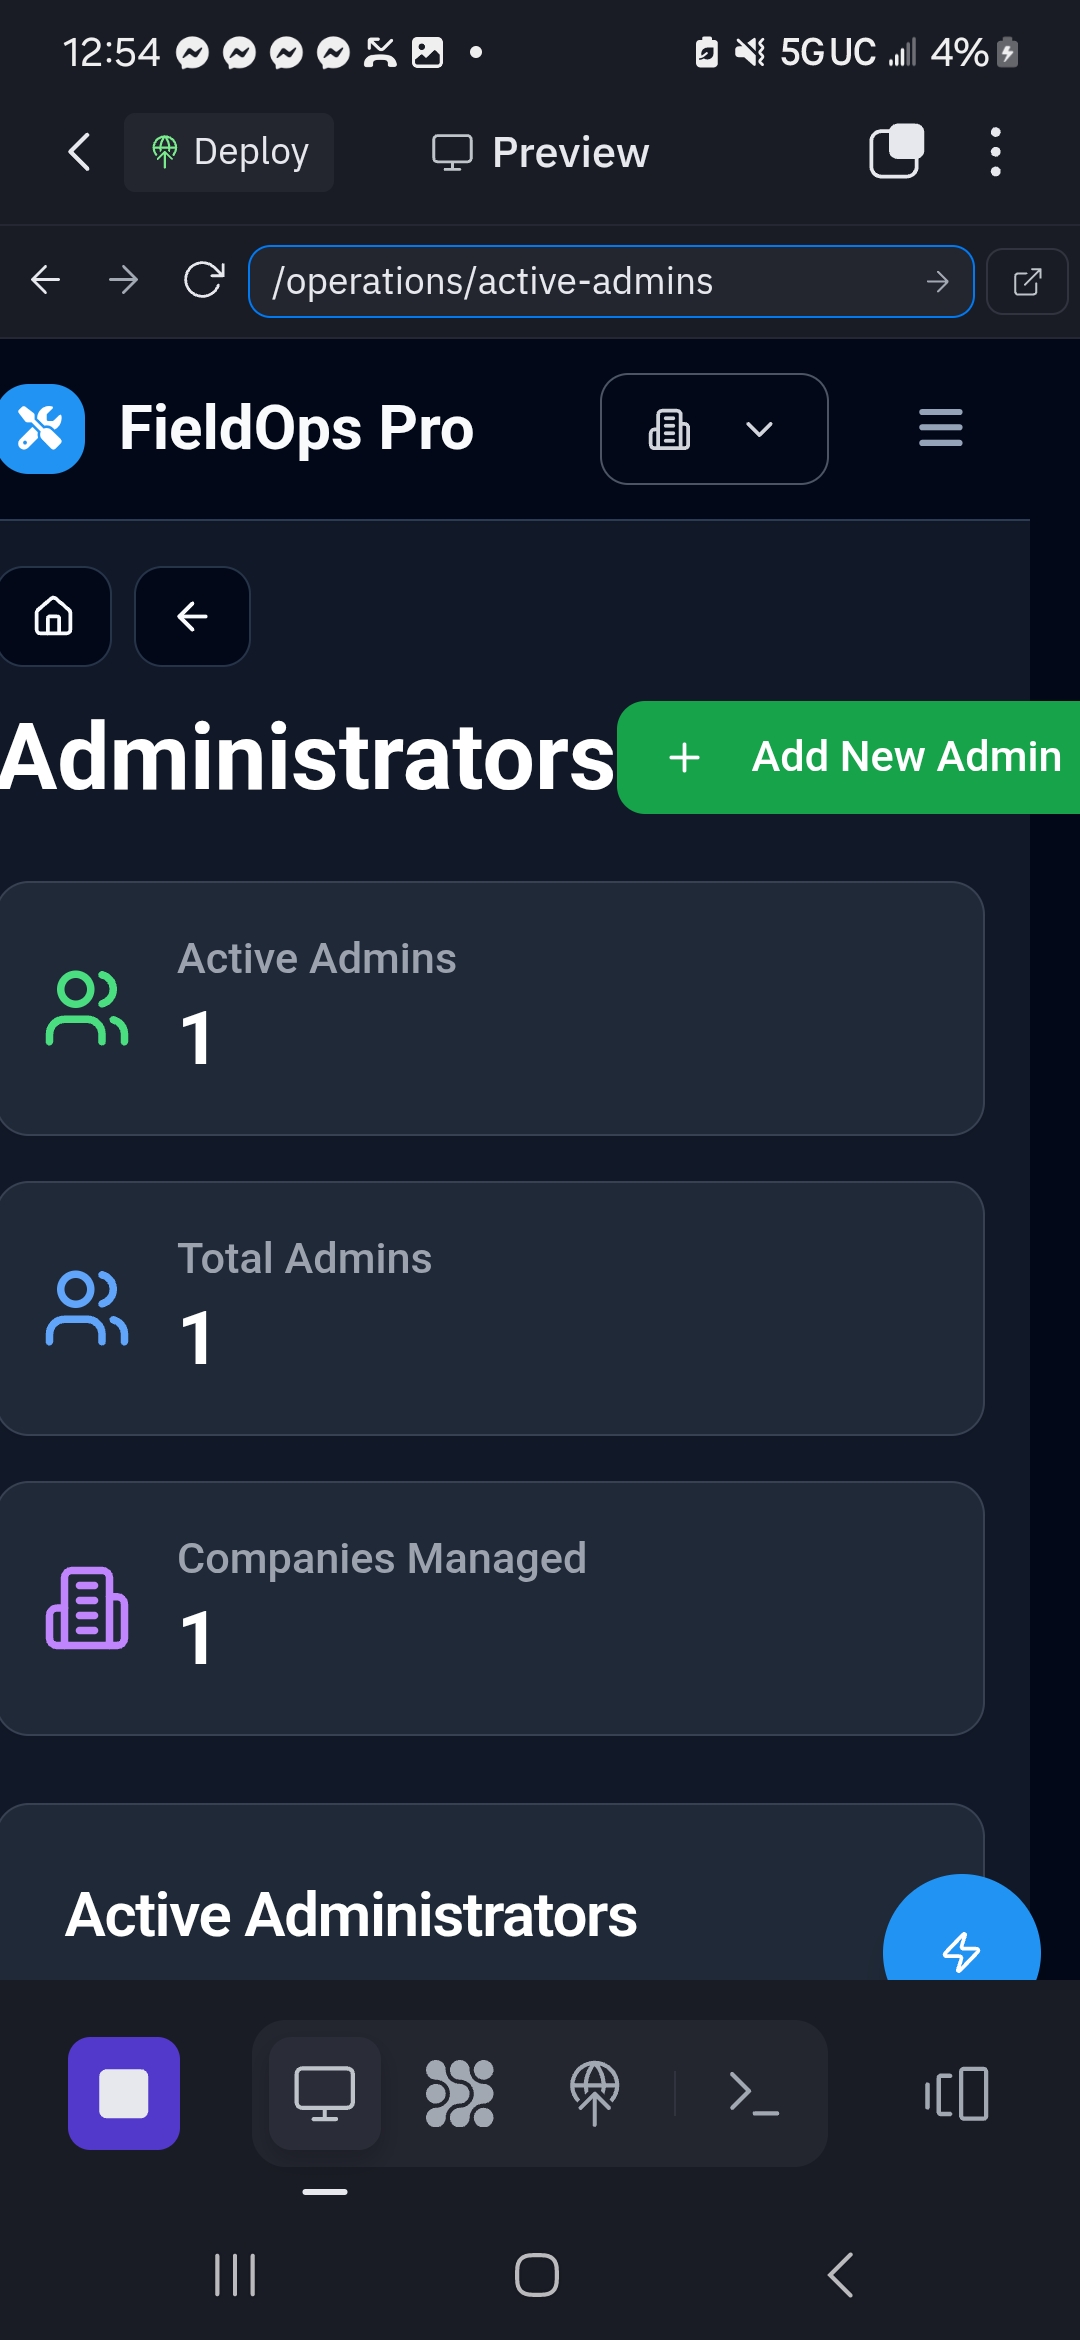 12:54 5G UC 4%
Deploy Preview
/operations/active-admins
FieldOps Pro
Administrators Add New Admin
Active Admins
1
Total Admins
1
Companies Managed
1
Active Administrators